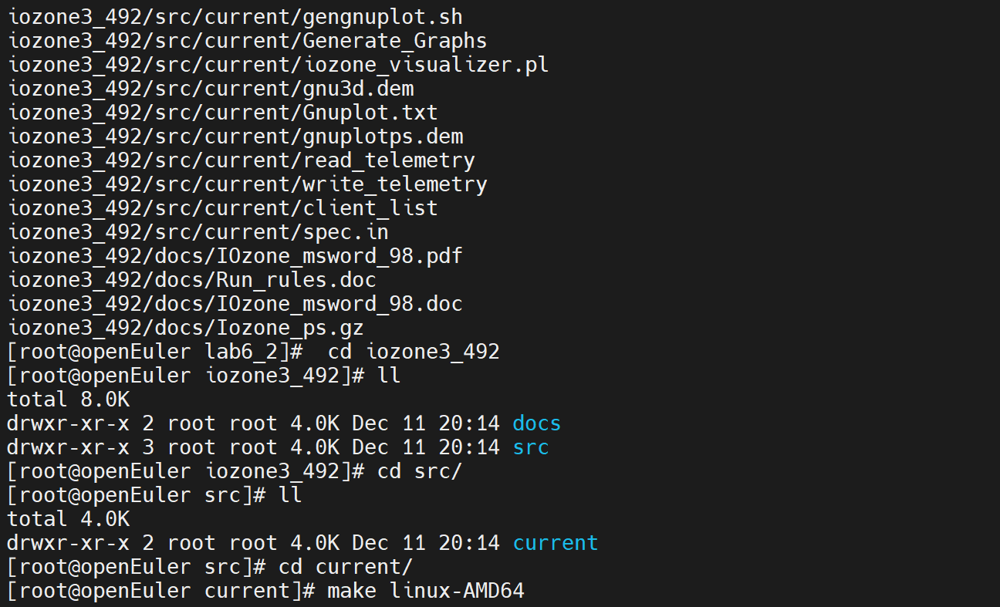 iozone3_492/src/current/gengnuplot.sh
iozone3_492/src/current/Generate_Graphs
iozone3_492/src/current/iozone_visualizer.pl
iozone3_492/src/current/gnu3d.dem
iozone3_492/src/current/Gnuplot.txt
iozone3_492/src/current/gnuplotps.dem
iozone3_492/src/current/read_telemetry
iozone3_492/src/current/write_telemetry
iozone3_492/src/current/client_list
iozone3_492/src/current/spec.in
iozone3_492/docs/IOzone_msword_98.pdf
iozone3_492/docs/Run_rules.doc
iozone3_492/docs/IOzone_msword_98.doc
iozone3_492/docs/Iozone_ps.gz
[root@openEuler lab6_2]#  cd iozone3_492
[root@openEuler iozone3_492]# ll
total 8.0K
drwxr-xr-x 2 root root 4.0K Dec 11 20:14 docs
drwxr-xr-x 3 root root 4.0K Dec 11 20:14 src
[root@openEuler iozone3_492]# cd src/
[root@openEuler src]# ll
total 4.0K
drwxr-xr-x 2 root root 4.0K Dec 11 20:14 current
[root@openEuler src]# cd current/
[root@openEuler current]# make linux-AMD64